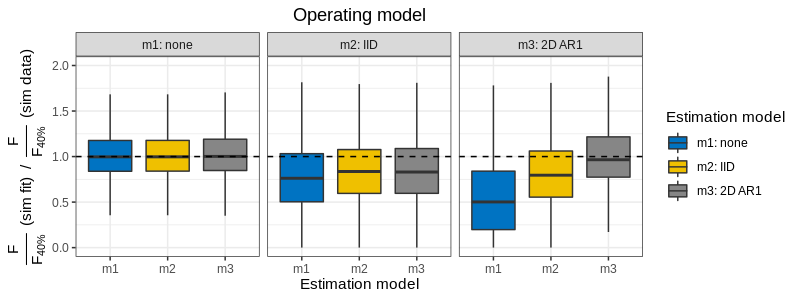 Operating model
m1: none
m2: IID
m3: 2D AR1
F
F40%
(sim fit) /
F
F40%
(sim data)
2.0
1.5
1.0
0.5
0.0
m1 m2 m3
m1 m2 m3
m1 m2 m3
Estimation model
Estimation model
m1: none
m2: IID
m3: 2D AR1